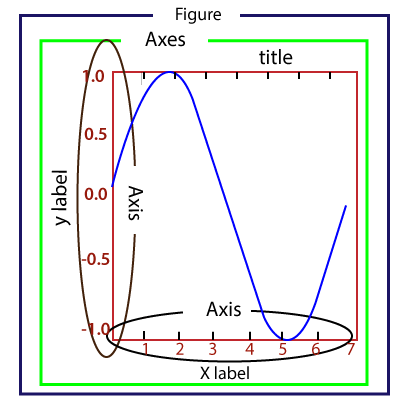 Figure
Axes
title
1.0
0.5
0.0
-0.5
-1.0
y label
Axis
Axis
1 2 3 4 5 6 7
X label